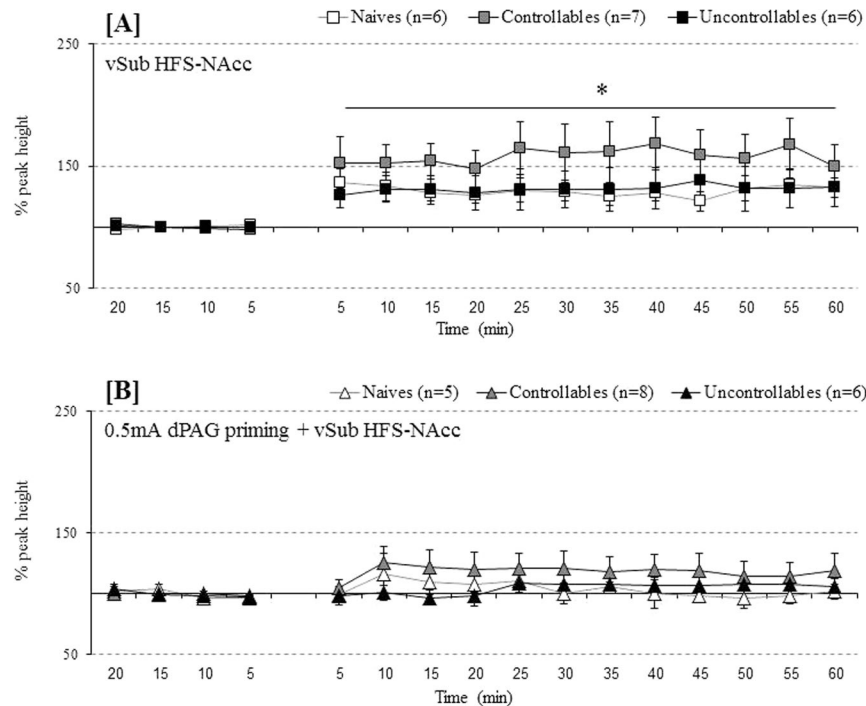 [A]
Naives (n=6) Controllables (n=7) Uncontrollables (n=6)
250
vSub HFS-NAcc
*
150
% peak height
50
20 15 10 5 5 10 15 20 25 30 35 40 45 50 55 60
Time (min)
[B]
Naives (n=5) Controllables (n=8) Uncontrollables (n=6)
250
0.5mA dPAG priming + vSub HFS-NAcc
150
% peak height
50
20 15 10 5 5 10 15 20 25 30 35 40 45 50 55 60
Time (min)